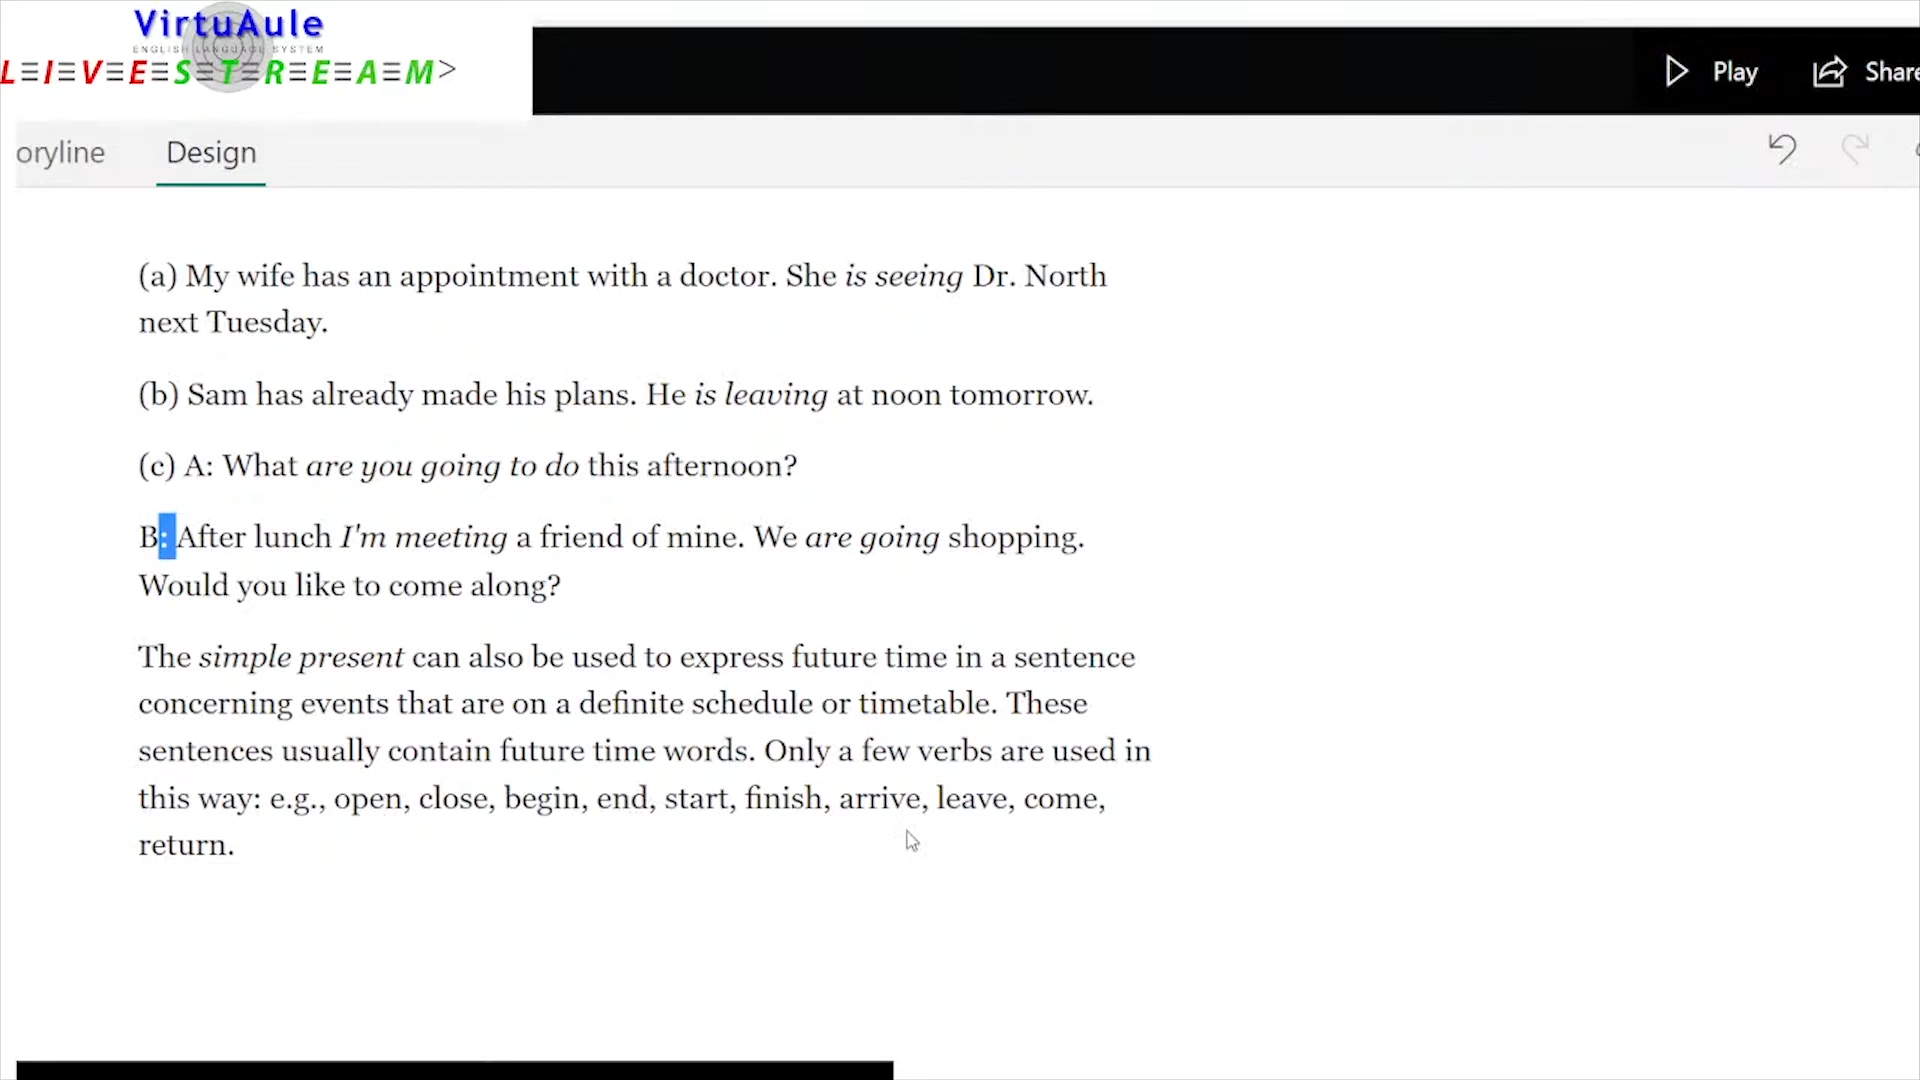 VirtuAule
ENGLISH LANGUAGE SYSTEM
L≡I≡V≡E≡S≡T≡R≡E≡A≡M>
Play
Share
oryline
Design
(a) My wife has an appointment with a doctor. She is seeing Dr. North
next Tuesday.
(b) Sam has already made his plans. He is leaving at noon tomorrow.
(c) A: What are you going to do this afternoon?
B: After lunch I'm meeting a friend of mine. We are going shopping.
Would you like to come along?
The simple present can also be used to express future time in a sentence
concerning events that are on a definite schedule or timetable. These
sentences usually contain future time words. Only a few verbs are used in
this way: e.g., open, close, begin, end, start, finish, arrive, leave, come,
return.